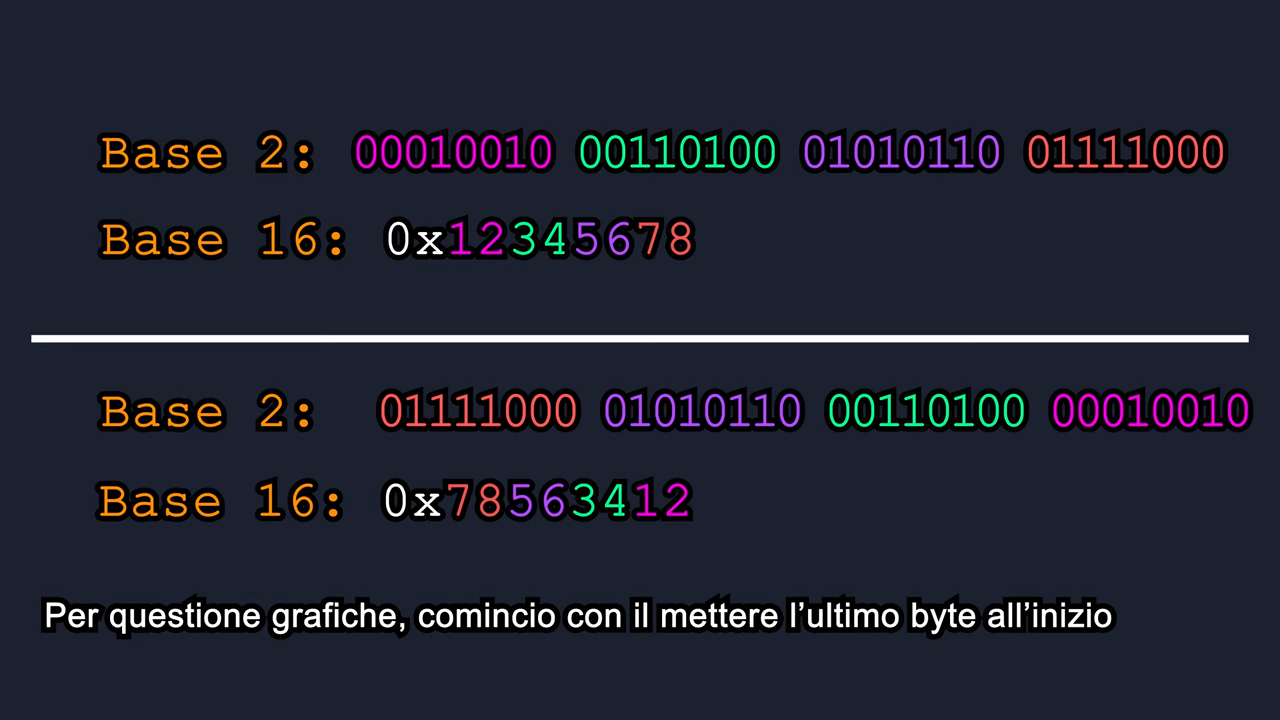 Base 2: 00010010 00110100 01010110 01111000
Base 16: 0x12345678
Base 2: 01111000 01010110 00110100 00010010
Base 16: 0x78563412
Per questione grafiche, comincio con il mettere l’ultimo byte all’inizio